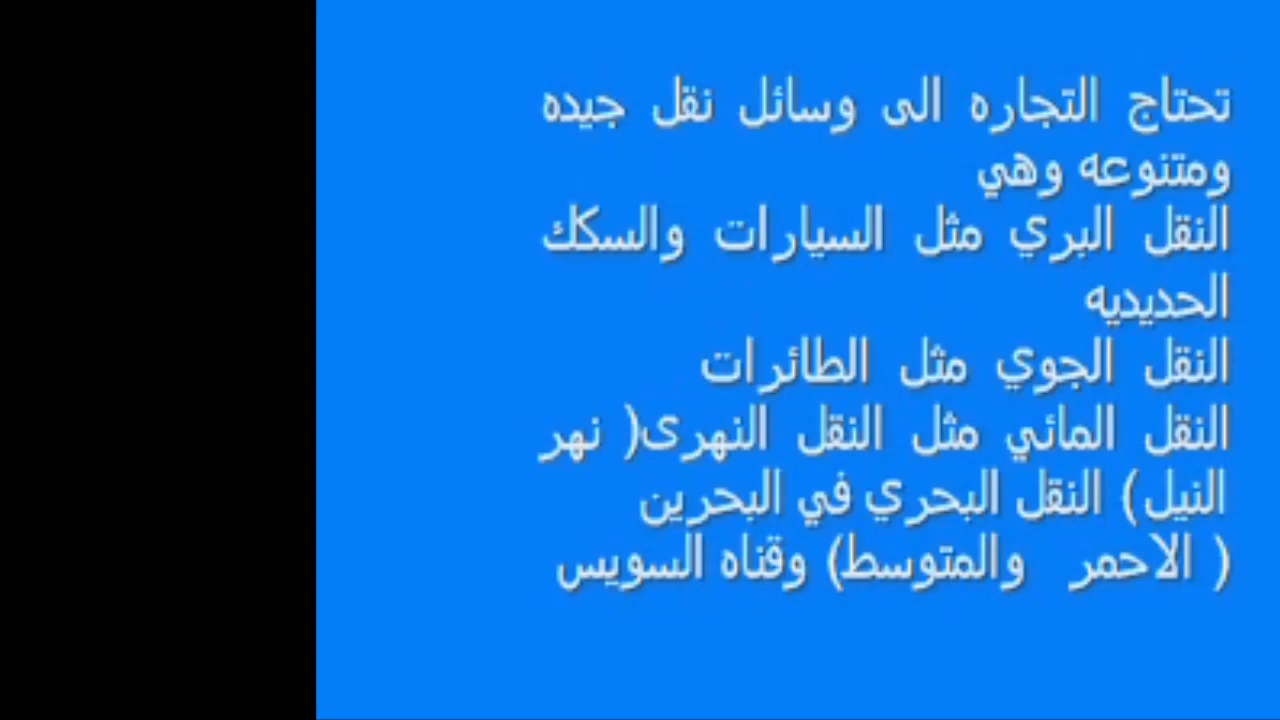 تحتاج التجاره الى وسائل نقل جيده
ومتنوعه وهي
النقل البري مثل السيارات والسكك
الحديديه
النقل الجوي مثل الطائرات
النقل المائي مثل النقل النهرى( نهر
النيل) النقل البحري في البحرين
( الاحمر والمتوسط) وقناه السويس